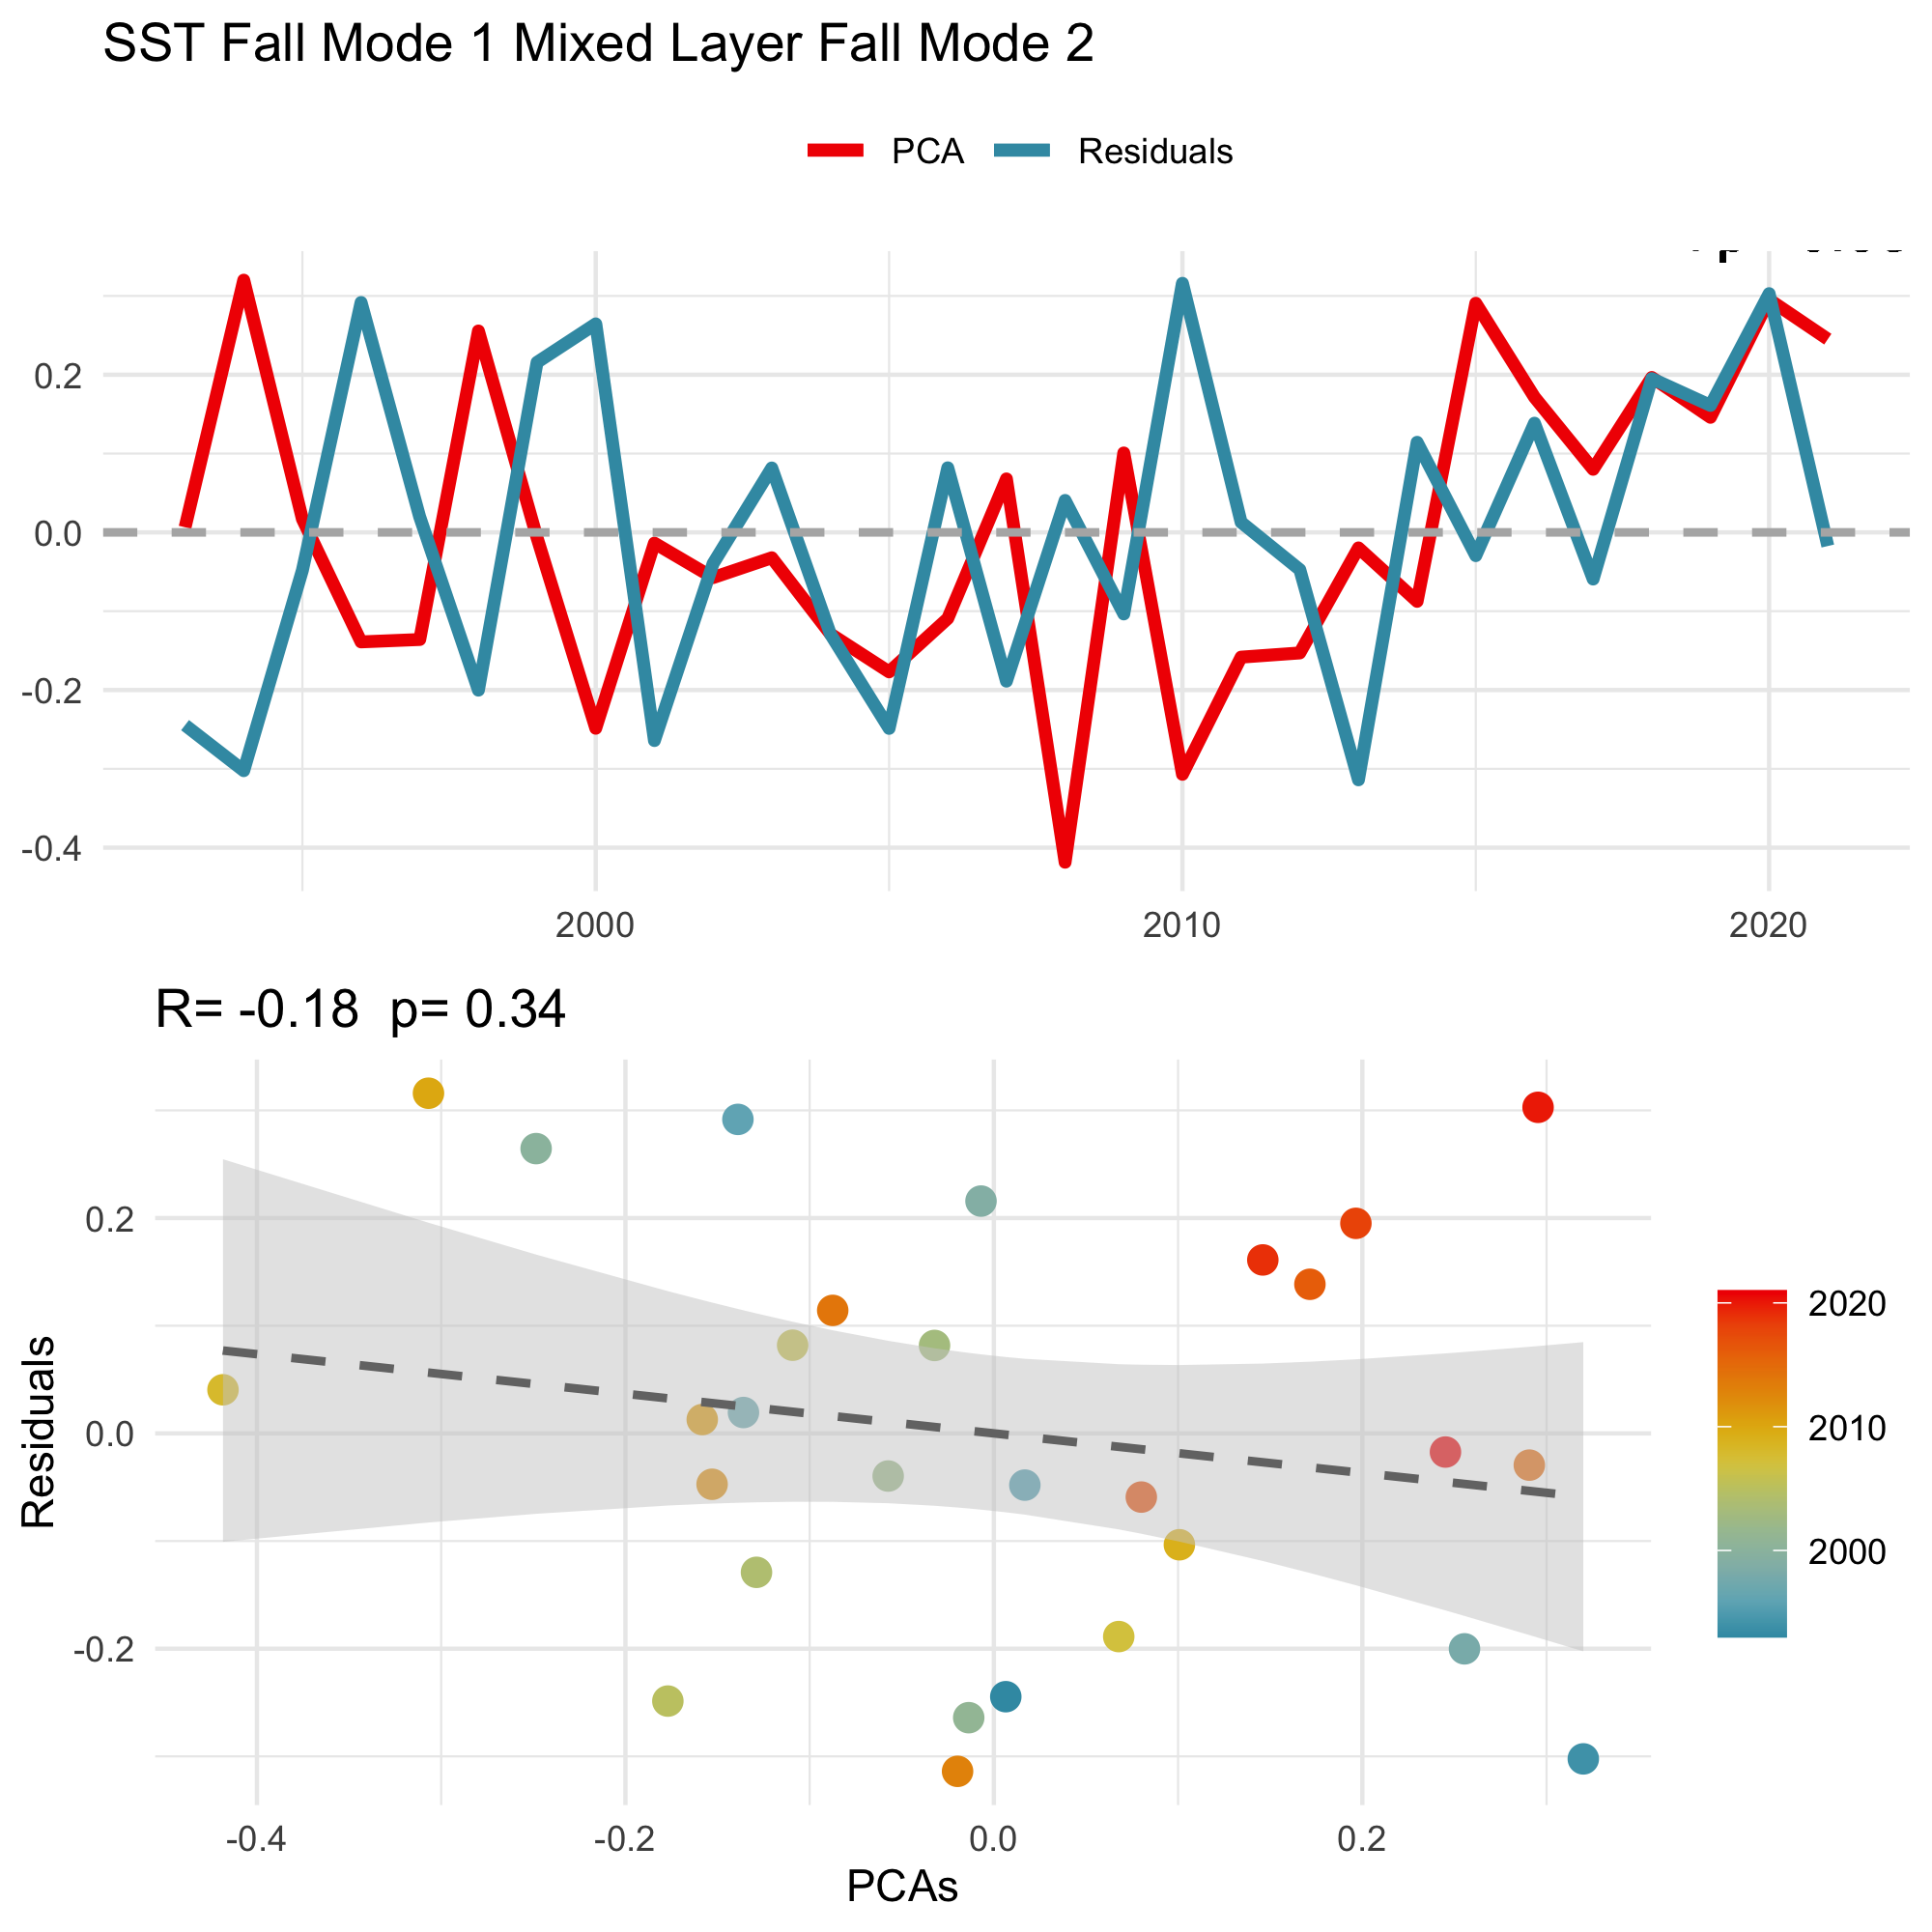 SST Fall Mode 1 Mixed Layer Fall Mode 2
PCA Residuals
0.2
0.0
-0.2
-0.4
2000 2010 2020
R= -0.18 p= 0.34
Residuals
0.2
0.0
-0.2
-0.4 -0.2 0.0 0.2
PCAs
2020
2010
2000